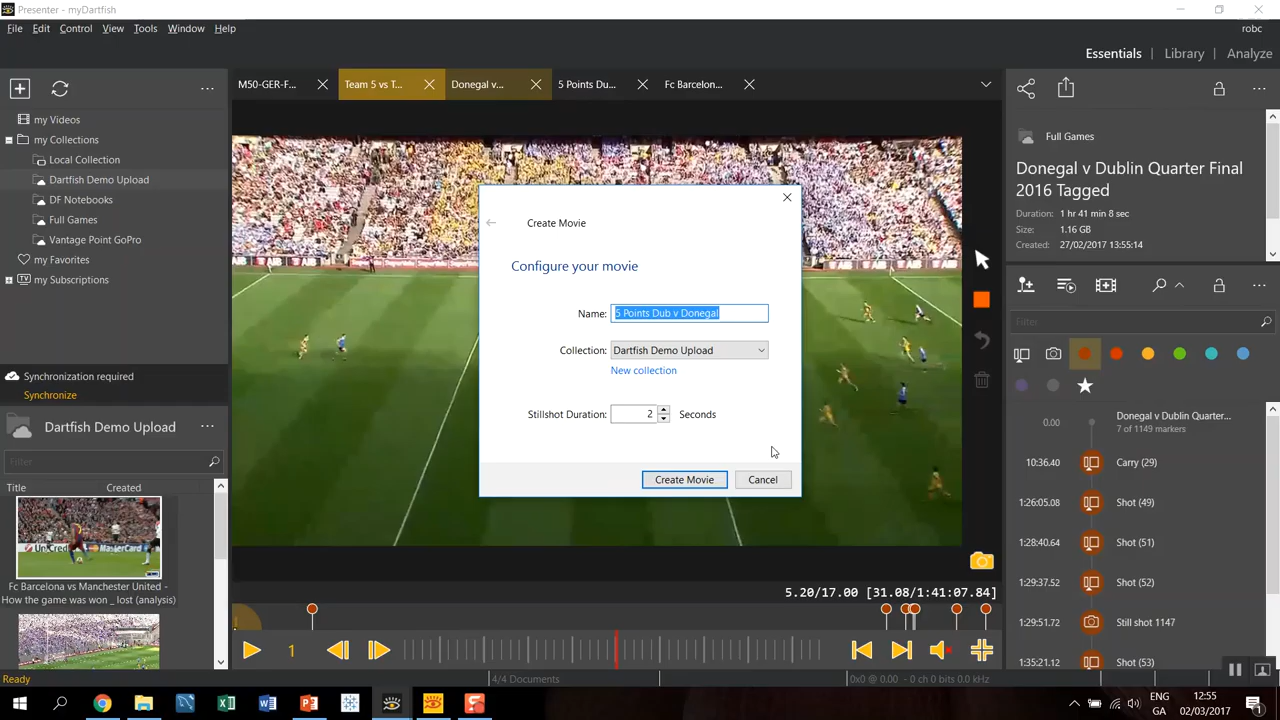 Presenter - myDartfish
File Edit Control View Tools Window Help
robc
Essentials Library Analyze
M50-GER-F... Team 5 vs T... Donegal v... 5 Points Du... Fc Barcelon...
my Videos
my Collections
Local Collection
Dartfish Demo Upload
DF Notebooks
Full Games
Vantage Point GoPro
my Favorites
my Subscriptions
Synchronization required
Synchronize
Dartfish Demo Upload
Filter
Title Created
Fc Barcelona vs Manchester United -
How the game was won _ lost (analysis)
Create Movie
Configure your movie
Name: 5 Points Dub v Donegal
Collection: Dartfish Demo Upload
New collection
Stillshot Duration: 2 Seconds
Create Movie Cancel
5.20/17.00 [31.08/1:41:07.84]
1
Full Games
Donegal v Dublin Quarter Final
2016 Tagged
Duration: 1 hr 41 min 8 sec
Size: 1.16 GB
Created: 27/02/2017 13:55:14
Filter
0.00 Donegal v Dublin Quarter...
7 of 1149 markers
10:36.40 Carry (29)
1:26:05.08 Shot (49)
1:28:40.64 Shot (51)
1:29:37.52 Shot (52)
1:29:51.72 Still shot 1147
1:35:21.12 Shot (53)
Ready
4/4 Documents
0x0 @ 0.00 - 0 ch 0 bits 0.0 kHz
ENG
GA
12:55
02/03/2017